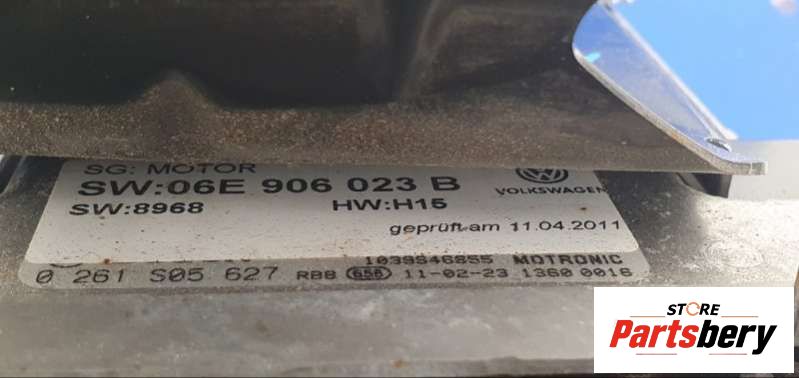 SG: MOTOR
SW:06E 906 023 B
VOLKSWAGEN
SW:8968 HW:H15
geprüft am 11.04.2011
1039S46855 MOTRONIC
0 261 S05 627 RB8 656 11-02-23 1360 0016
STORE
Partsbery